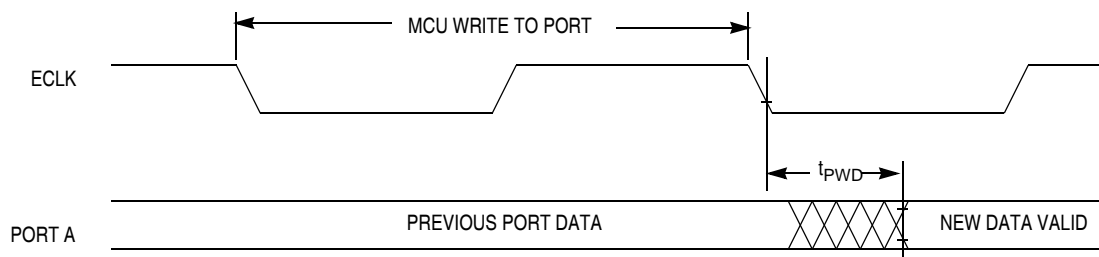 MCU WRITE TO PORT
ECLK
tPWD
PREVIOUS PORT DATA
NEW DATA VALID
PORT A